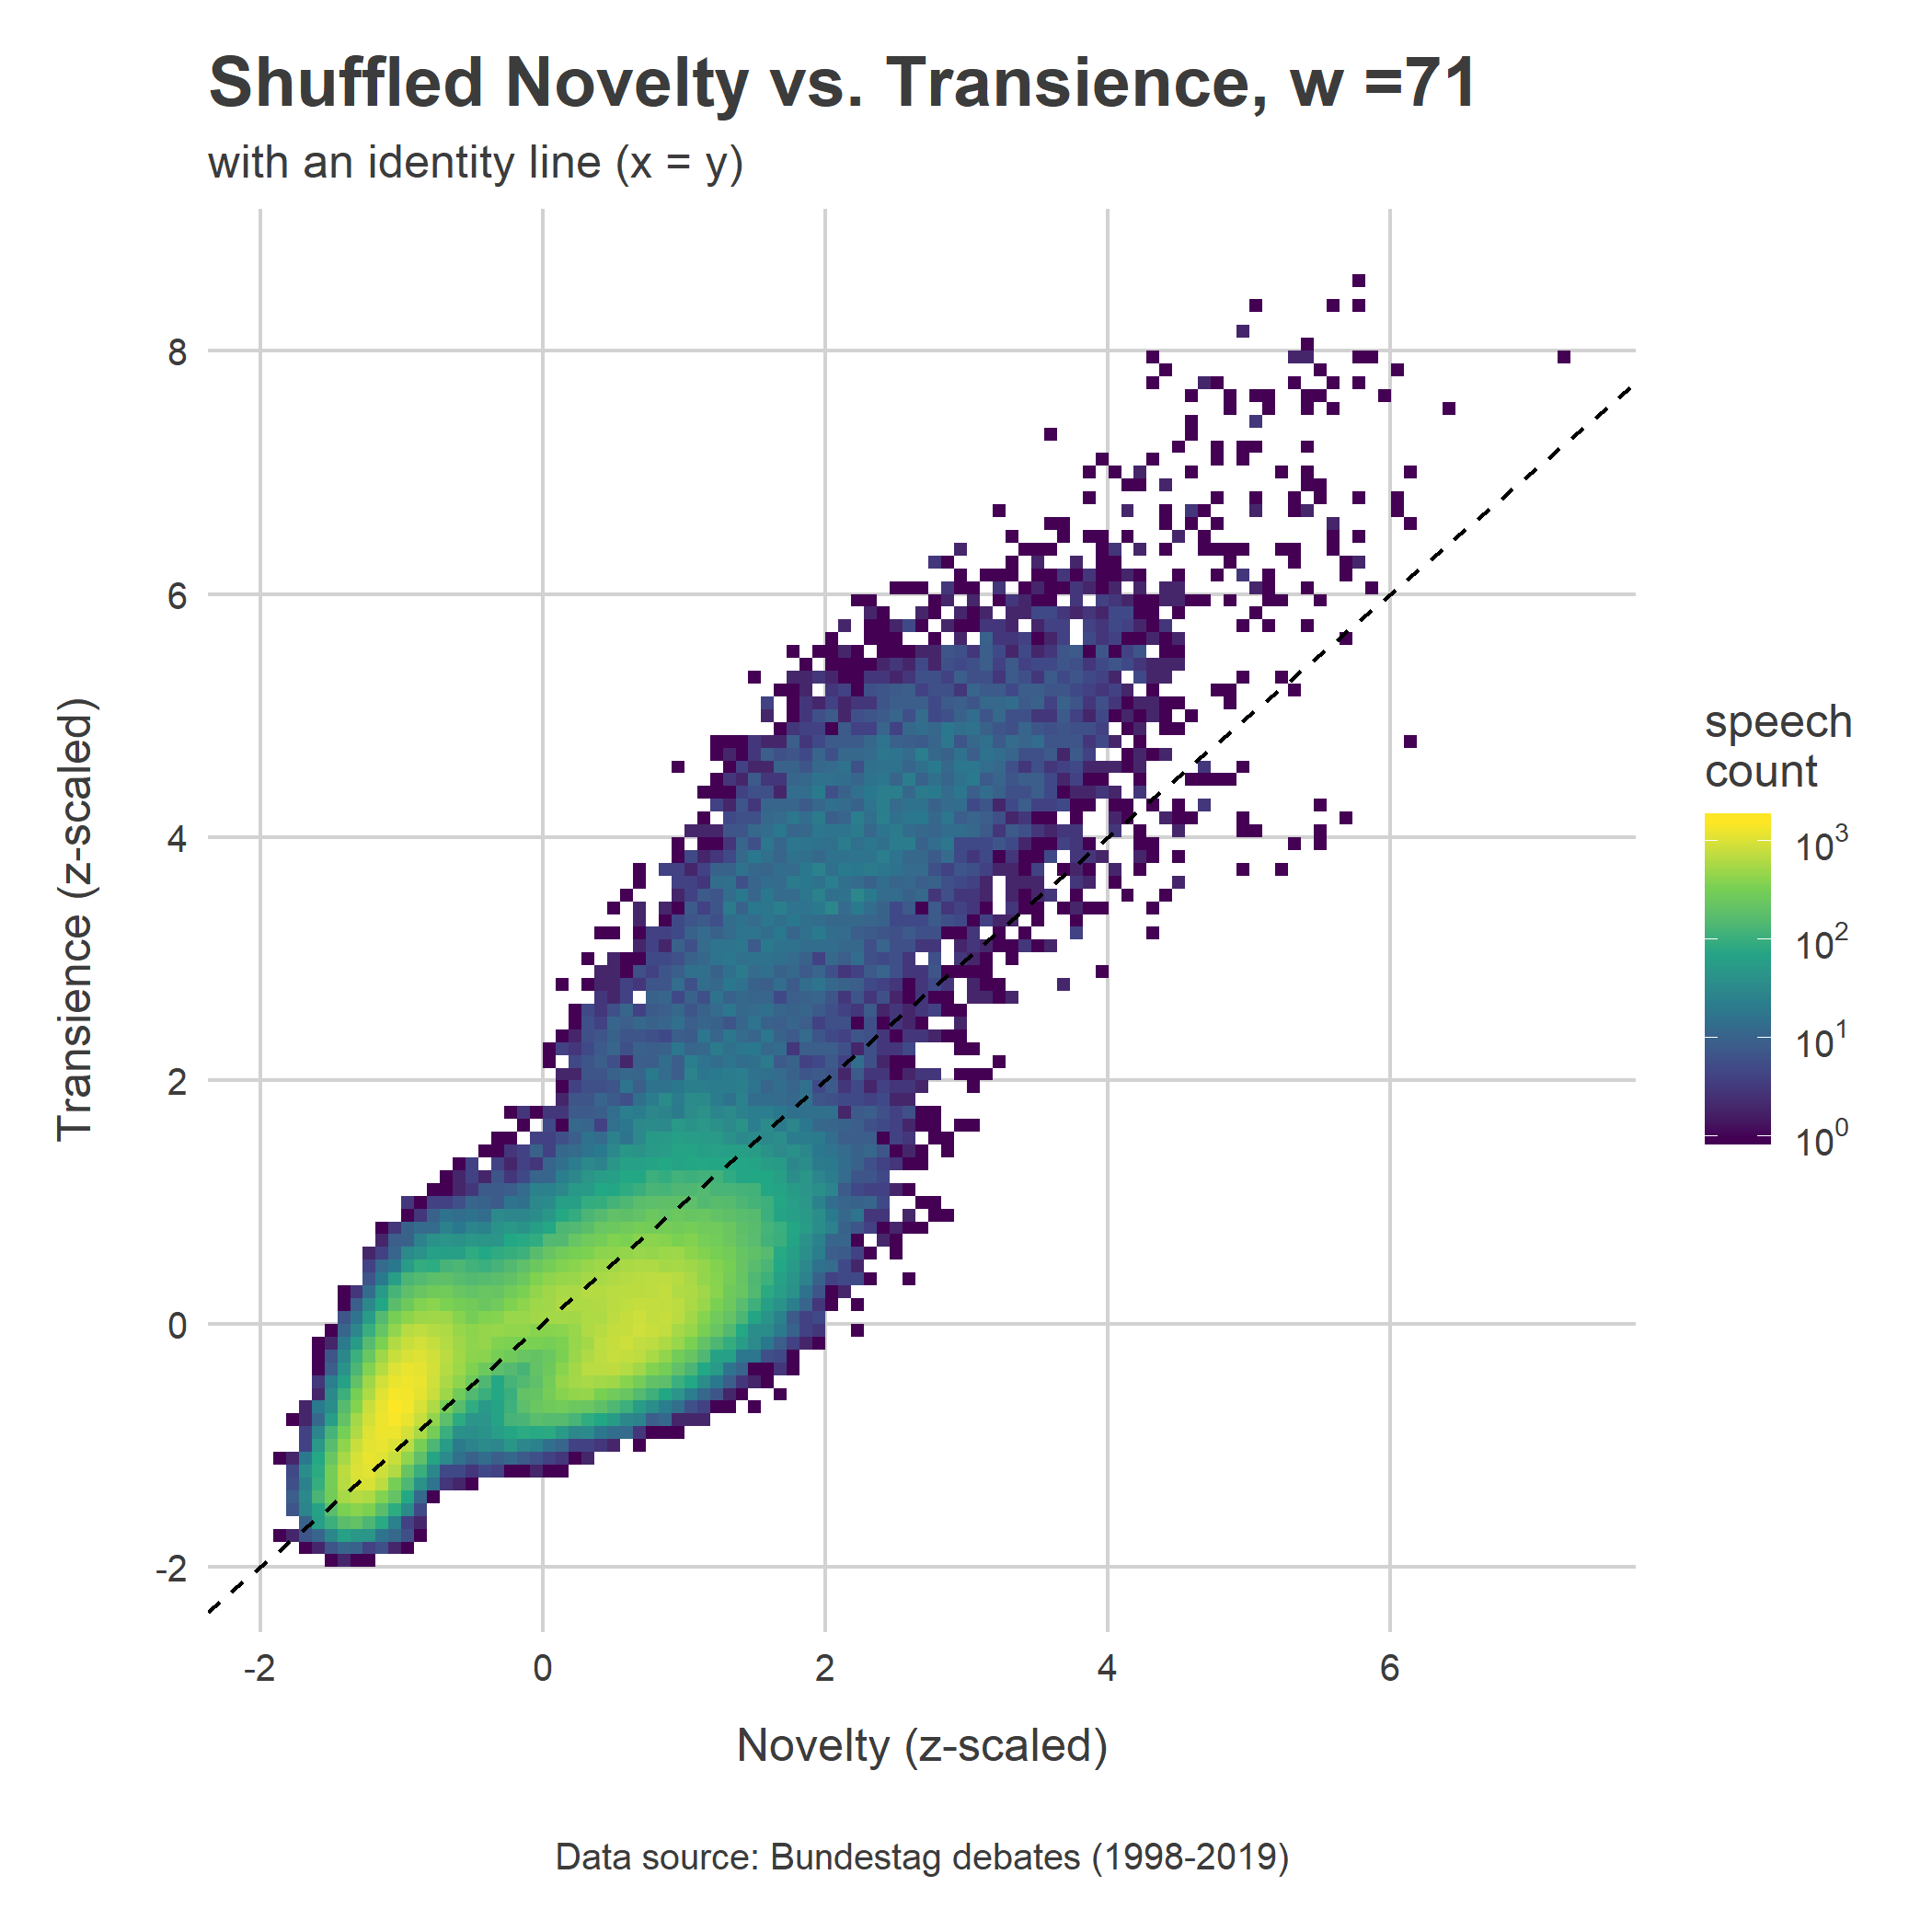 Shuffled Novelty vs. Transience, w =71
with an identity line (x = y)
Transience (z-scaled)
8
6
4
2
0
-2
-2 0 2 4 6
Novelty (z-scaled)
speech
count
10³
10²
10¹
10⁰
Data source: Bundestag debates (1998-2019)